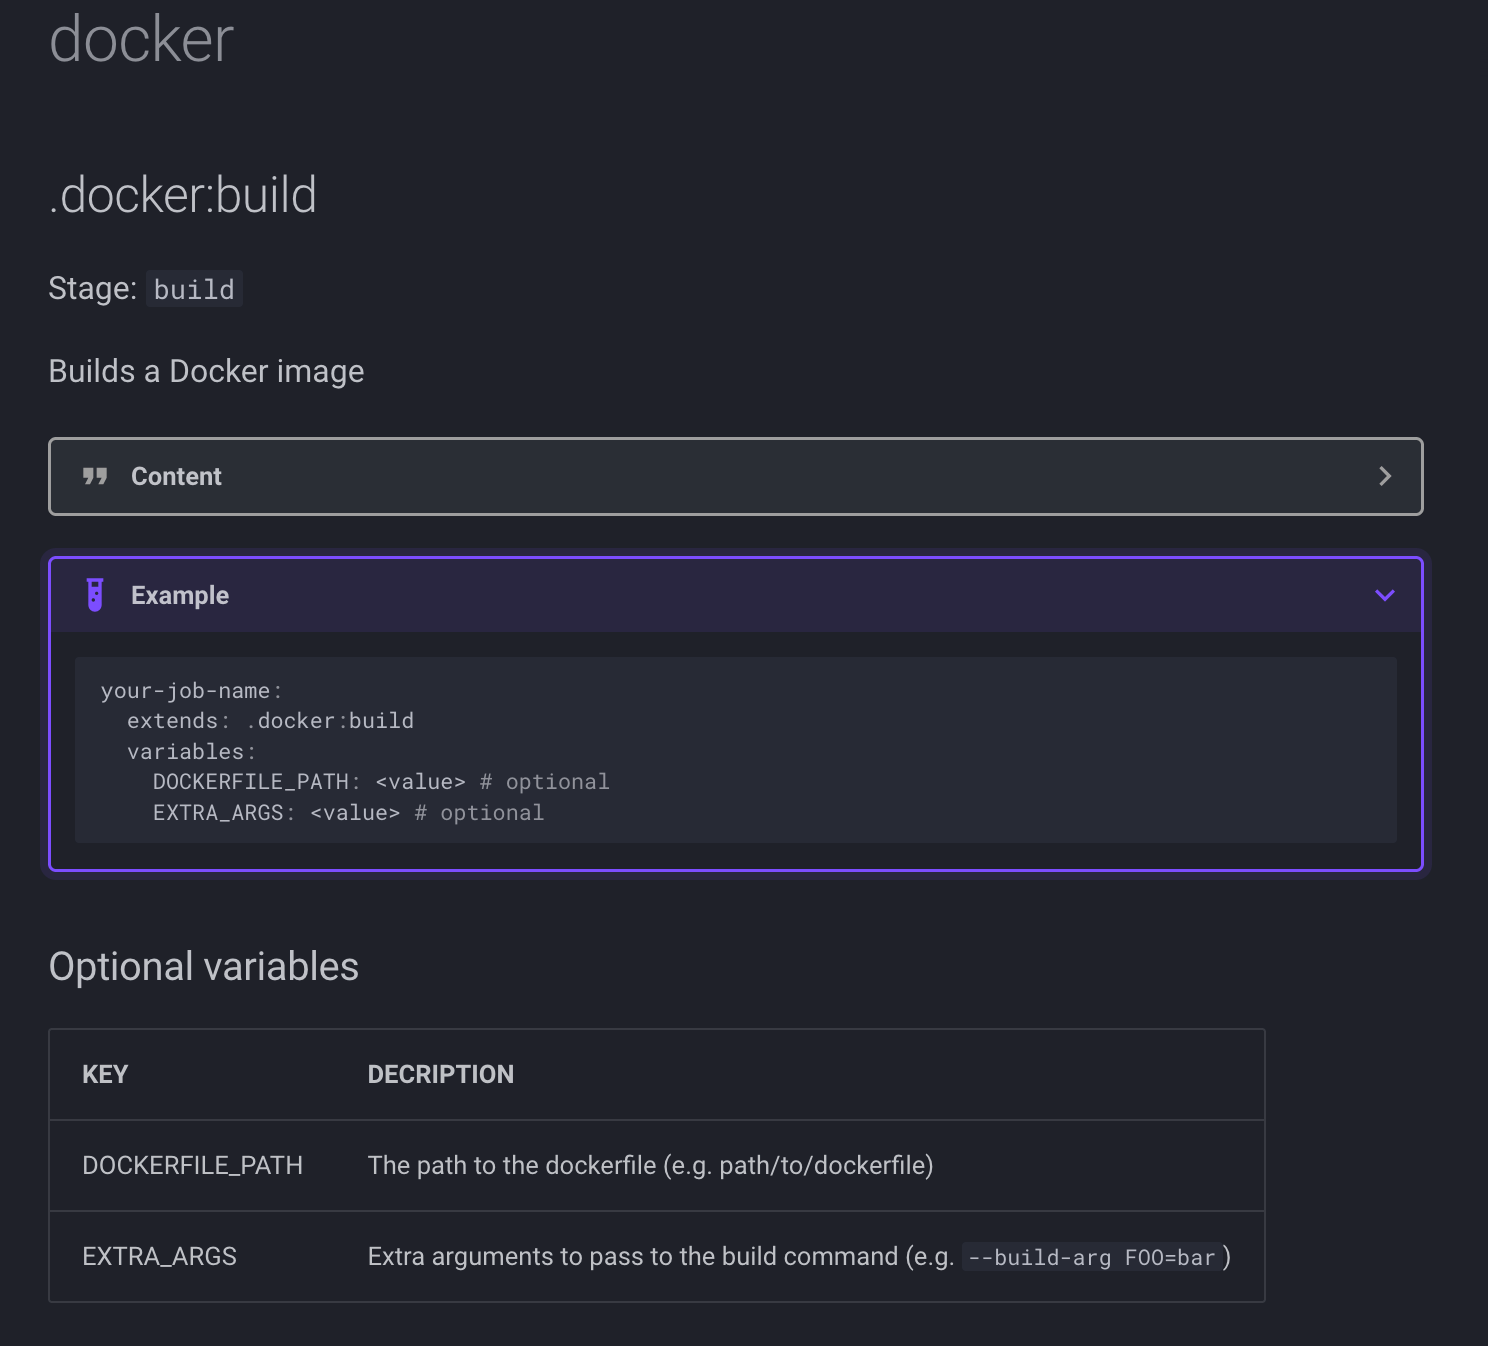 docker
.docker:build
Stage: build
Builds a Docker image
Content
Example
your-job-name:
  extends: .docker:build
  variables:
    DOCKERFILE_PATH: <value> # optional
    EXTRA_ARGS: <value> # optional
Optional variables
KEY DECRIPTION
DOCKERFILE_PATH The path to the dockerfile (e.g. path/to/dockerfile)
EXTRA_ARGS Extra arguments to pass to the build command (e.g. --build-arg FOO=bar )